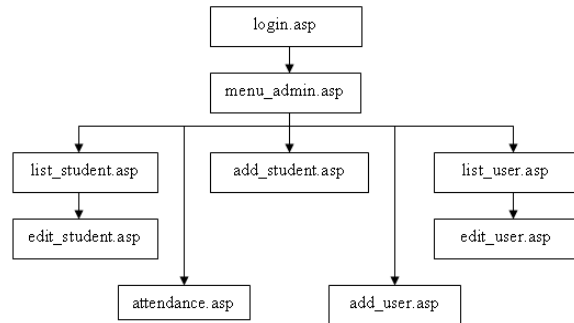 login.asp
menu_admin.asp
list_student.asp
add_student.asp
list_user.asp
edit_student.asp
edit_user.asp
attendance.asp
add_user.asp